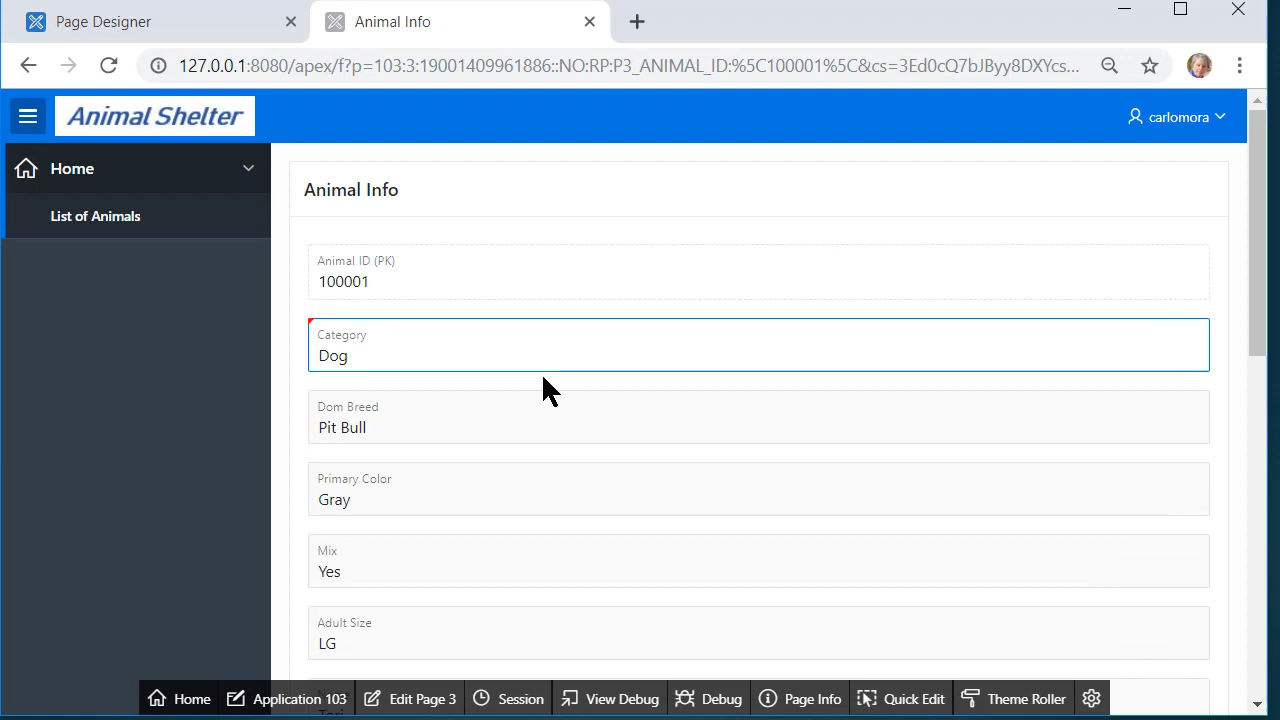 Page Designer
Animal Info
127.0.0.1:8080/apex/f?p=103:3:19001409961886::NO:RP:P3_ANIMAL_ID:%5C100001%5C&cs=3Ed0cQ7bJByy8DXYcs...
Animal Shelter
carlomora
Home
List of Animals
Animal Info
Animal ID (PK)
100001
Category
Dog
Dom Breed
Pit Bull
Primary Color
Gray
Mix
Yes
Adult Size
LG
Home
Application 103
Edit Page 3
Session
View Debug
Debug
Page Info
Quick Edit
Theme Roller